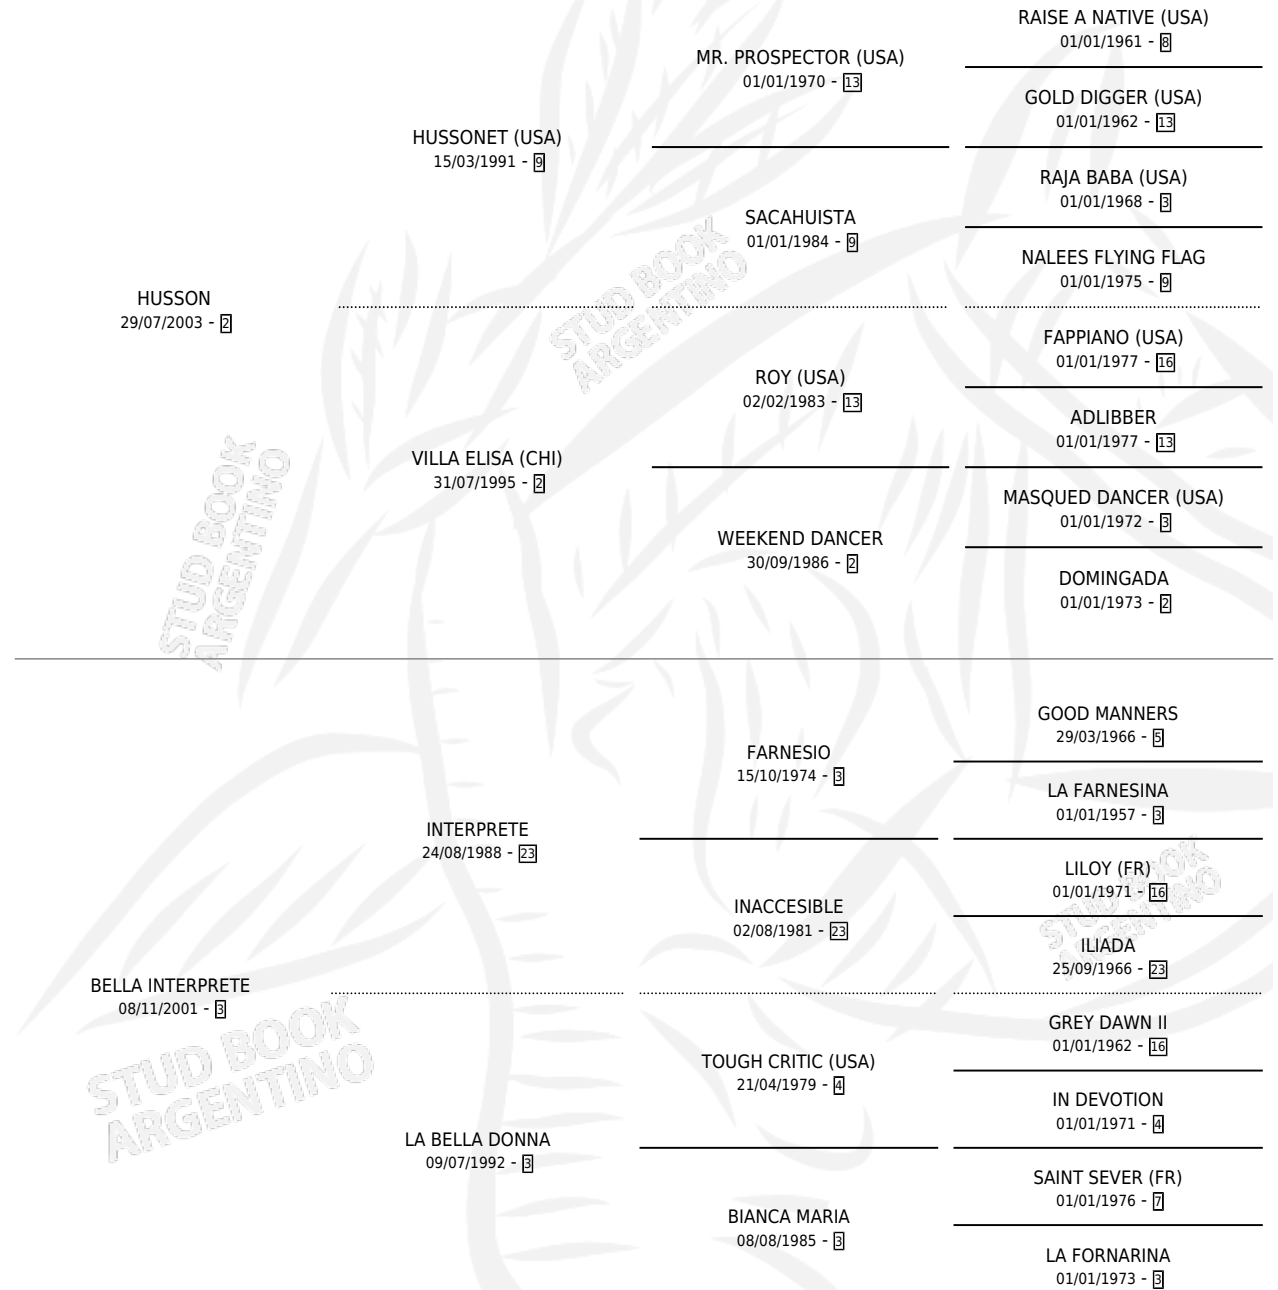 RAISE A NATIVE (USA)
01/01/1961 - 8
MR. PROSPECTOR (USA)
01/01/1970 - 13
GOLD DIGGER (USA)
01/01/1962 - 13
HUSSONET (USA)
15/03/1991 - 9
RAJA BABA (USA)
01/01/1968 - 3
SACAHUISTA
01/01/1984 - 9
NALEES FLYING FLAG
01/01/1975 - 9
HUSSON
29/07/2003 - 2
FAPPIANO (USA)
01/01/1977 - 16
ROY (USA)
02/02/1983 - 13
ADLIBBER
01/01/1977 - 13
VILLA ELISA (CHI)
31/07/1995 - 2
MASQUED DANCER (USA)
01/01/1972 - 3
WEEKEND DANCER
30/09/1986 - 2
DOMINGADA
01/01/1973 - 2
STUD BOOK
ARGENTINO
STUD BOOK
ARGENTINO
GOOD MANNERS
29/03/1966 - 5
FARNESIO
15/10/1974 - 3
LA FARNESINA
01/01/1957 - 3
INTERPRETE
24/08/1988 - 23
LILOY (FR)
01/01/1971 - 16
INACCESIBLE
02/08/1981 - 23
ILIADA
25/09/1966 - 23
STUD BOOK
ARGENTINO
BELLA INTERPRETE
08/11/2001 - 3
GREY DAWN II
01/01/1962 - 16
TOUGH CRITIC (USA)
21/04/1979 - 4
IN DEVOTION
01/01/1971 - 4
LA BELLA DONNA
09/07/1992 - 3
SAINT SEVER (FR)
01/01/1976 - 7
BIANCA MARIA
08/08/1985 - 3
LA FORNARINA
01/01/1973 - 3
STUD BOOK
ARGENTINO